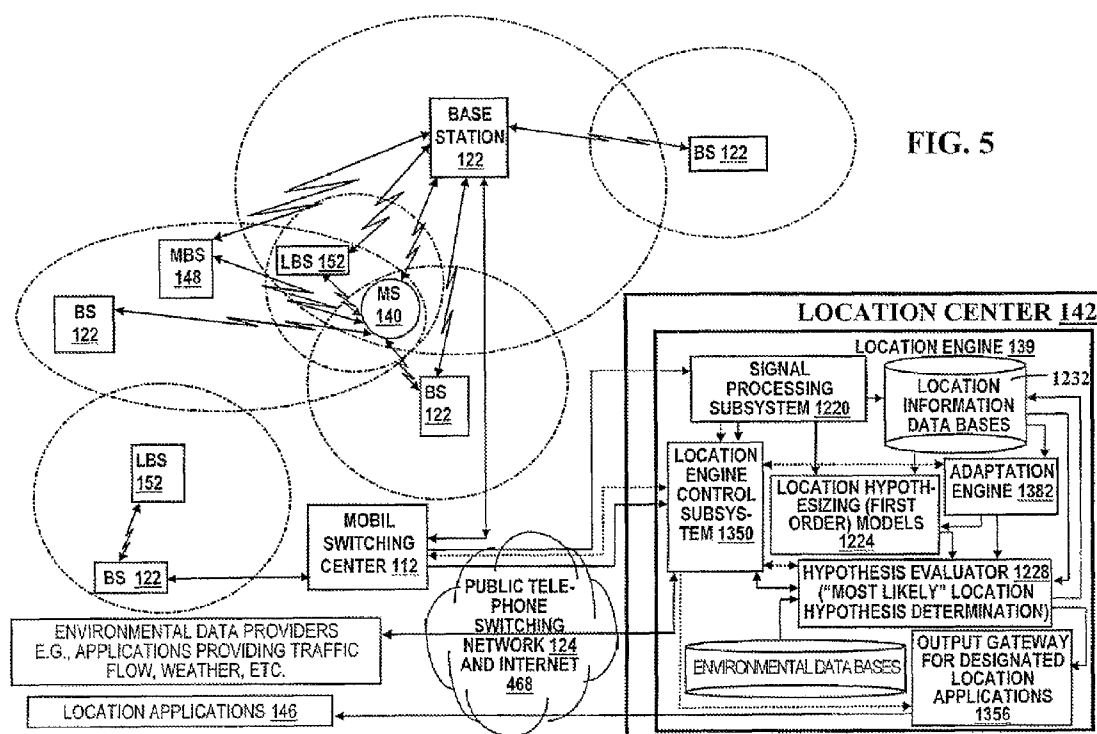 BASE
STATION
122
BS 122
FIG. 5
MBS
148
LBS 152
MS
140
BS
122
BS
122
LBS
152
BS 122
MOBIL
SWITCHING
CENTER 112
PUBLIC TELE-
PHONE
SWITCHING
NETWORK 124
AND INTERNET
468
ENVIRONMENTAL DATA PROVIDERS
E.G., APPLICATIONS PROVIDING TRAFFIC
FLOW, WEATHER, ETC.
LOCATION APPLICATIONS 146
LOCATION CENTER 142
LOCATION ENGINE 139
SIGNAL
PROCESSING
SUBSYSTEM 1220
LOCATION
INFORMATION
DATA BASES
1232
LOCATION
ENGINE
CONTROL
SUBSYS-
TEM 1350
LOCATION HYPOTH-
ESIZING (FIRST
ORDER) MODELS
1224
ADAPTATION
ENGINE 1382
HYPOTHESIS EVALUATOR 1228
("MOST LIKELY" LOCATION
HYPOTHESIS DETERMINATION)
ENVIRONMENTAL DATA BASES
OUTPUT GATEWAY
FOR DESIGNATED
LOCATION
APPLICATIONS
1356